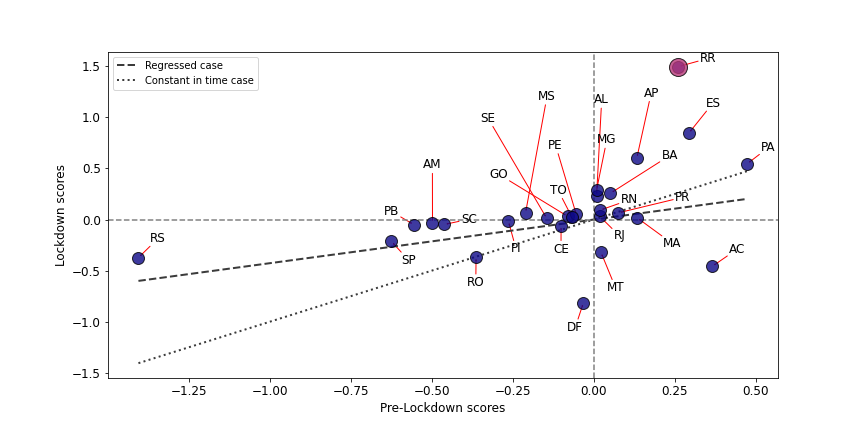 Regressed case
Constant in time case
RR
AP
AL
MS
ES
SE
MG
PE
PA
BA
AM
GO
TO
RN
PR
PB
SC
RS
RJ
MA
PI
CE
AC
SP
RO
MT
DF
1.5
1.0
0.5
0.0
−0.5
−1.0
−1.5
Lockdown scores
−1.25
−1.00
−0.75
−0.50
−0.25
0.00
0.25
0.50
Pre-Lockdown scores